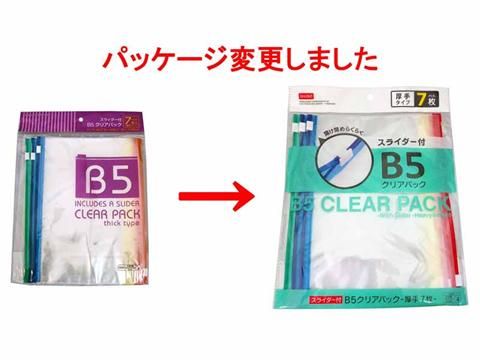 パッケージ変更しました
スライダー付
B5クリアパック
7枚
B5
INCLUDES A SLIDER
CLEAR PACK
thick type
厚手
タイプ
7枚
開け閉めらくらくで
スライダー付
B5
クリアパック
B5 CLEAR PACK
-With Slider -Heavy
スライダー付 B5クリアパック-厚手7枚-